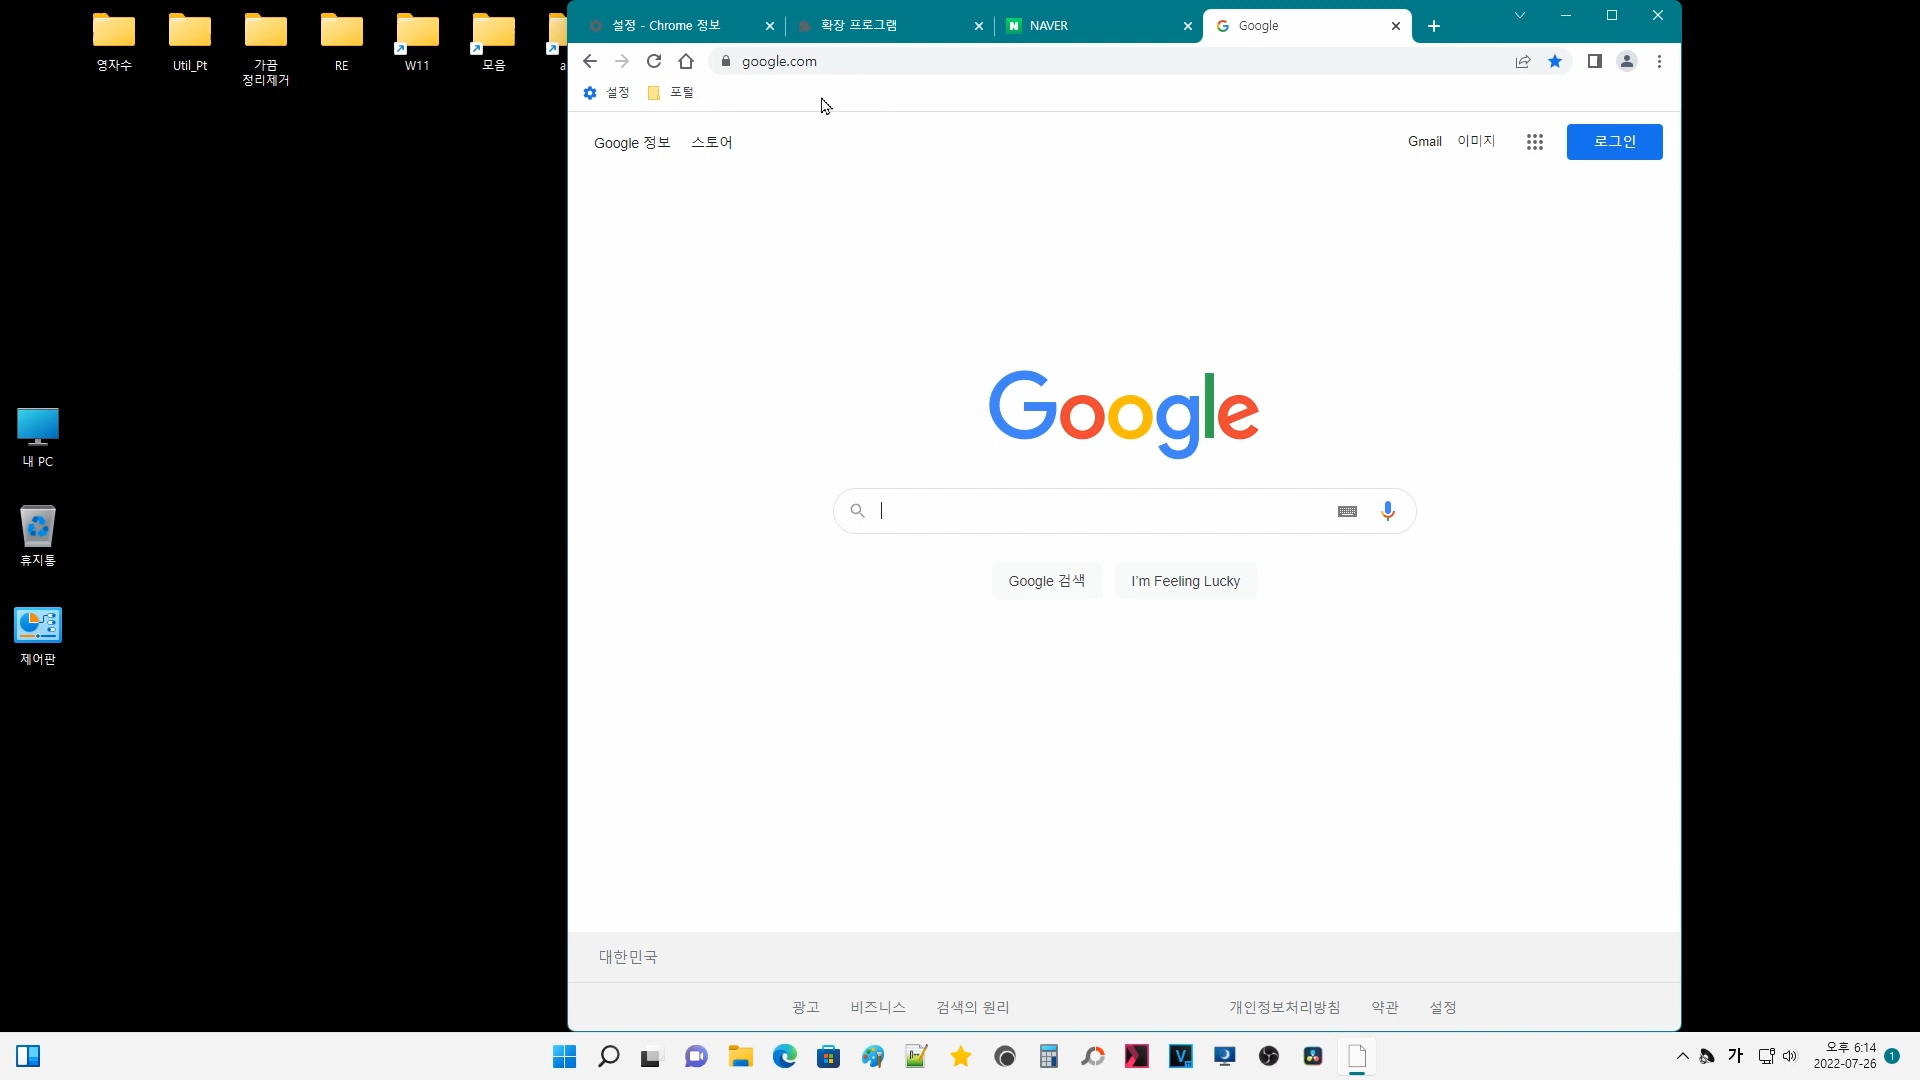 영자수
Util_Pt
가끔
정리제거
RE
W11
모음
a
내 PC
휴지통
제어판
설정 - Chrome 정보
확장 프로그램
NAVER
Google
google.com
설정
포털
Google 정보
스토어
Gmail
이미지
로그인
Google
Google 검색
I'm Feeling Lucky
대한민국
광고
비즈니스
검색의 원리
개인정보처리방침
약관
설정
가
오후 6:14
2022-07-26
1